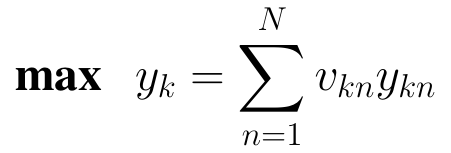 max y_k = \sum_{n=1}^{N} v_{kn} y_{kn}